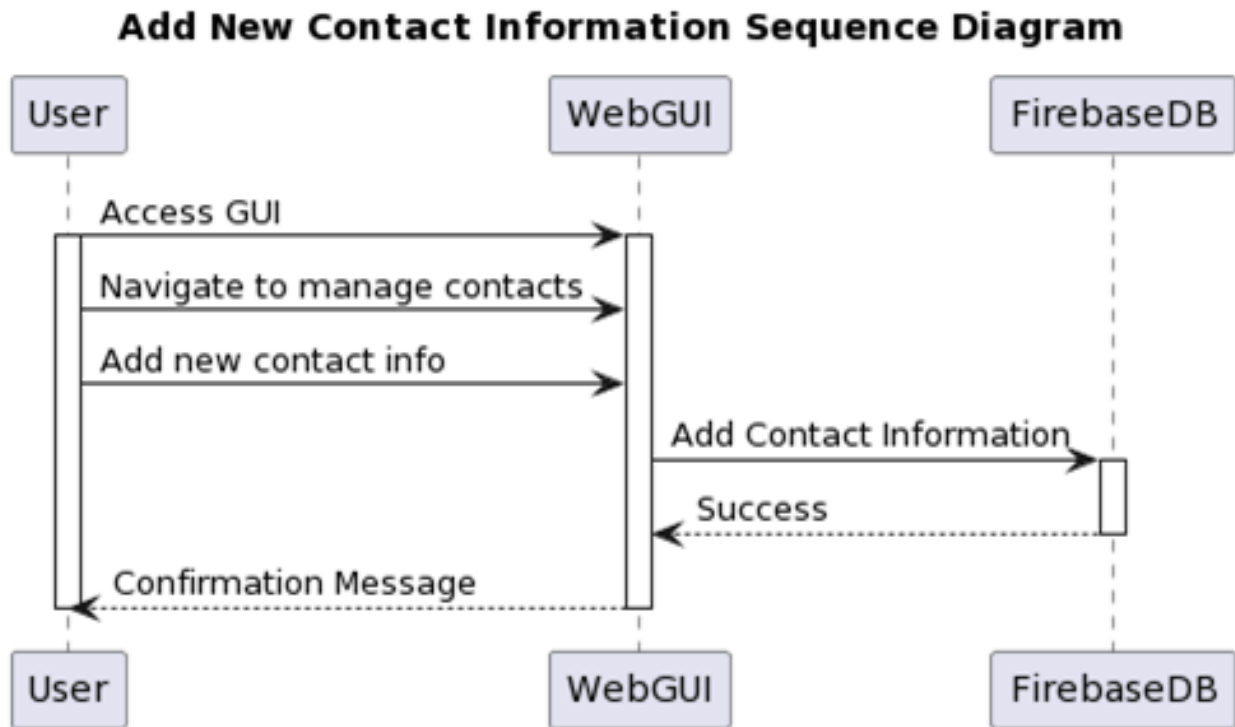 Add New Contact Information Sequence Diagram
User WebGUI FirebaseDB
Access GUI
Navigate to manage contacts
Add new contact info
Add Contact Information
Success
Confirmation Message
User WebGUI FirebaseDB